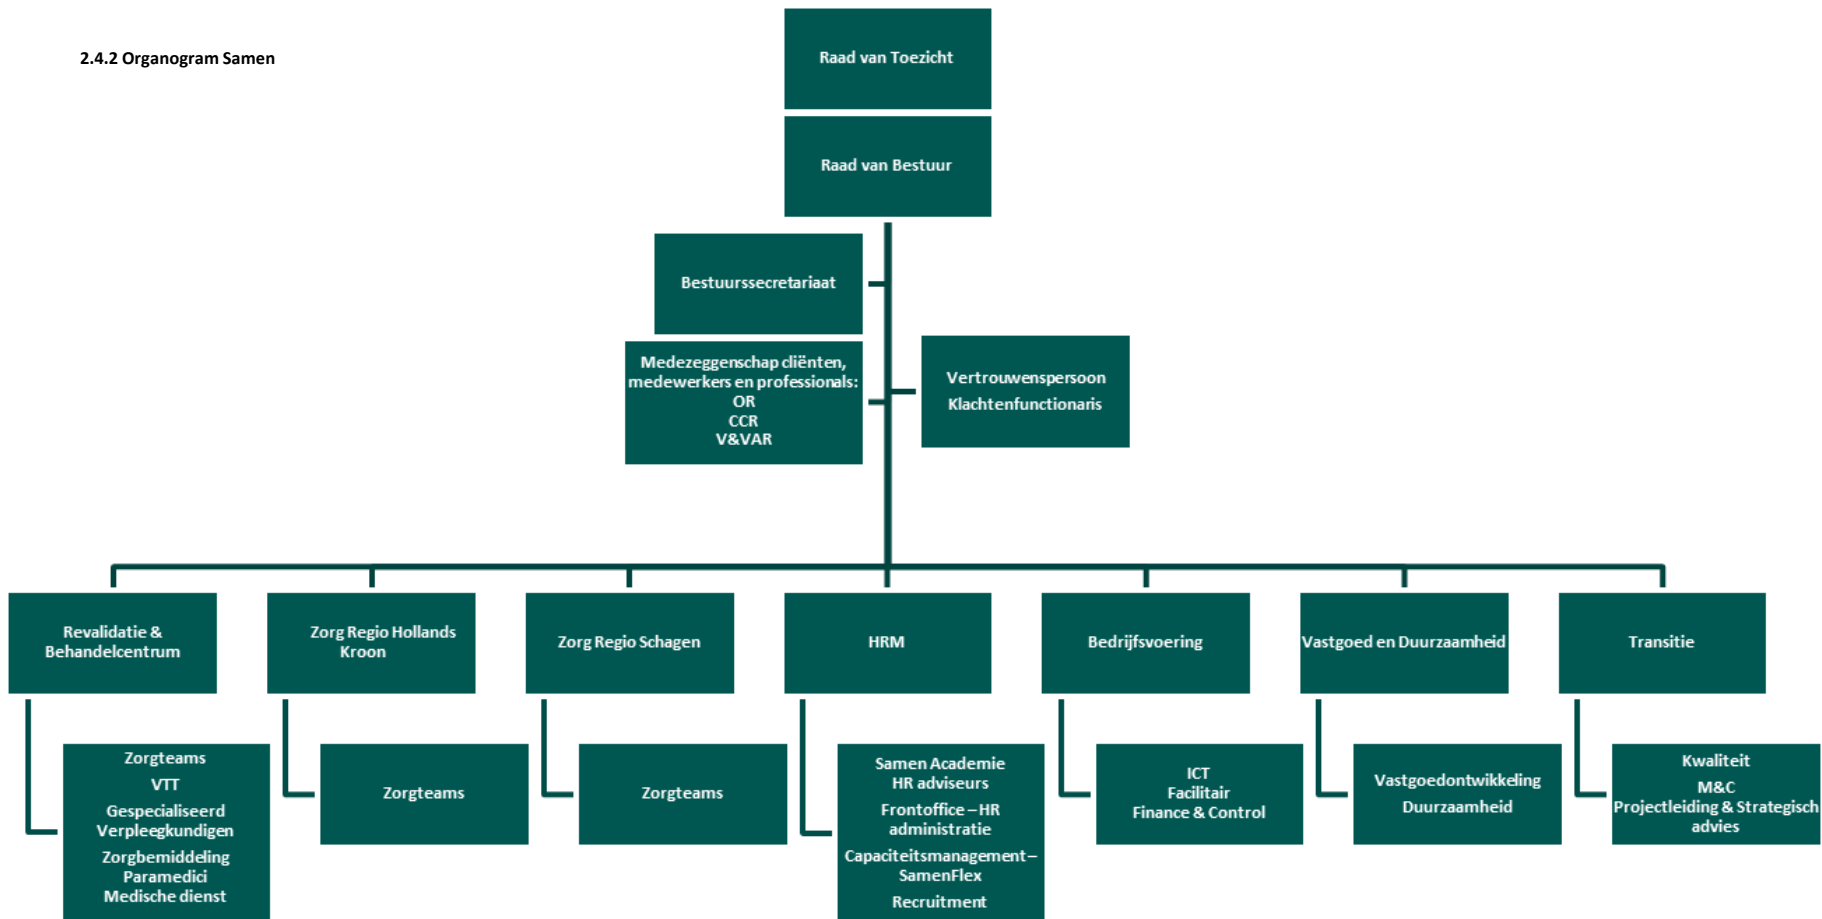 2.4.2 Organogram Samen
Raad van Toezicht
Raad van Bestuur
Bestuurssecretariaat
Medezeggenschap cliënten,
medewerkers en professionals:
OR
CCR
V&VAR
Vertrouwenspersoon
Klachtenfunctionaris
Revalidatie &
Behandelcentrum
Zorg Regio Hollands
Kroon
Zorg Regio Schagen
HRM
Bedrijfsvoering
Vastgoed en Duurzaamheid
Transitie
Zorgteams
VTT
Gespecialiseerd
Verpleegkundigen
Zorgbemiddeling
Paramedici
Medische dienst
Zorgteams
Zorgteams
Samen Academie
HR adviseurs
Frontoffice – HR
administratie
Capaciteitsmanagement –
SamenFlex
Recruitment
ICT
Facilitair
Finance & Control
Vastgoedontwikkeling
Duurzaamheid
Kwaliteit
M&C
Projectleiding & Strategisch
advies